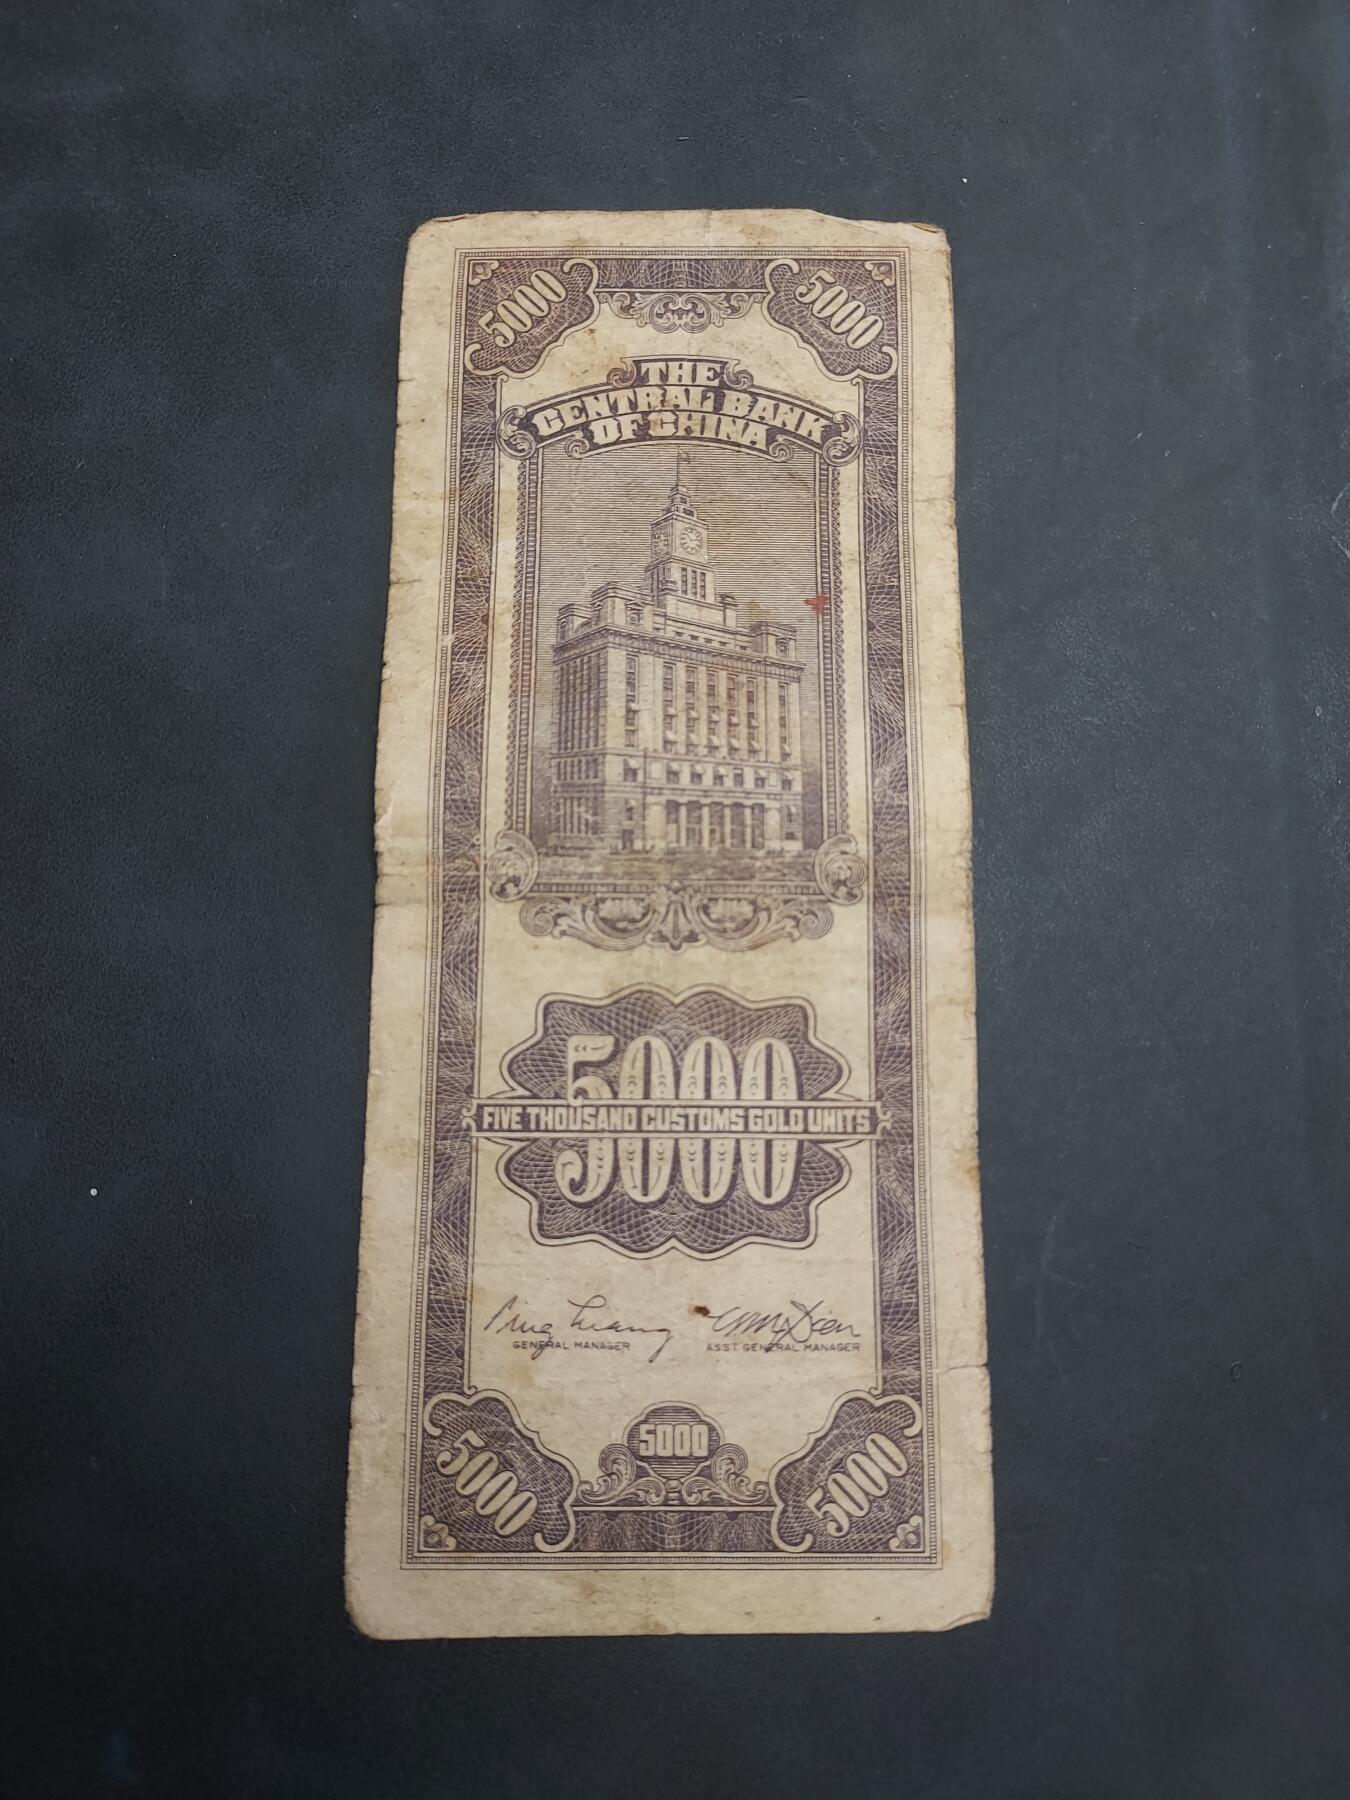 5000 5000
THE
CENTRAL BANK
OF CHINA
5000
FIVE THOUSAND CUSTOMS GOLD UNITS
GENERAL MANAGER ASST. GENERAL MANAGER
5000
5000 5000